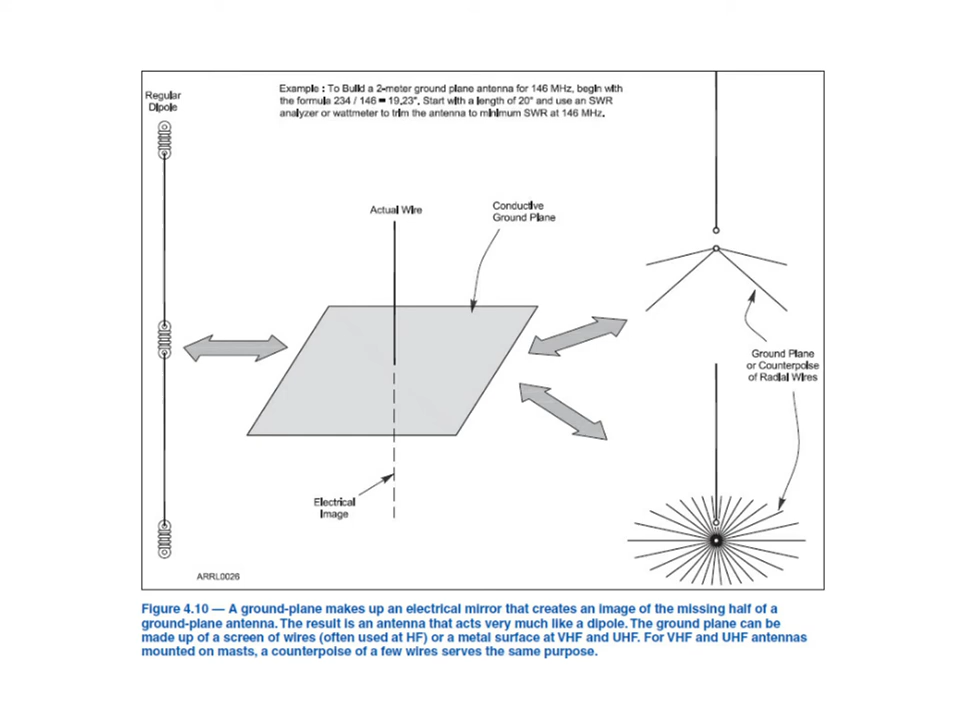 Regular
Dipole
Example : To Build a 2-meter ground plane antenna for 146 MHz, begin with
the formula 234 / 146 = 19.23". Start with a length of 20" and use an SWR
analyzer or wattmeter to trim the antenna to minimum SWR at 146 MHz.
Actual Wire
Conductive
Ground Plane
Ground Plane
or Counterpoise
of Radial Wires
Electrical
Image
ARRL0026
Figure 4.10 — A ground-plane makes up an electrical mirror that creates an image of the missing half of a
ground-plane antenna. The result is an antenna that acts very much like a dipole. The ground plane can be
made up of a screen of wires (often used at HF) or a metal surface at VHF and UHF. For VHF and UHF antennas
mounted on masts, a counterpoise of a few wires serves the same purpose.